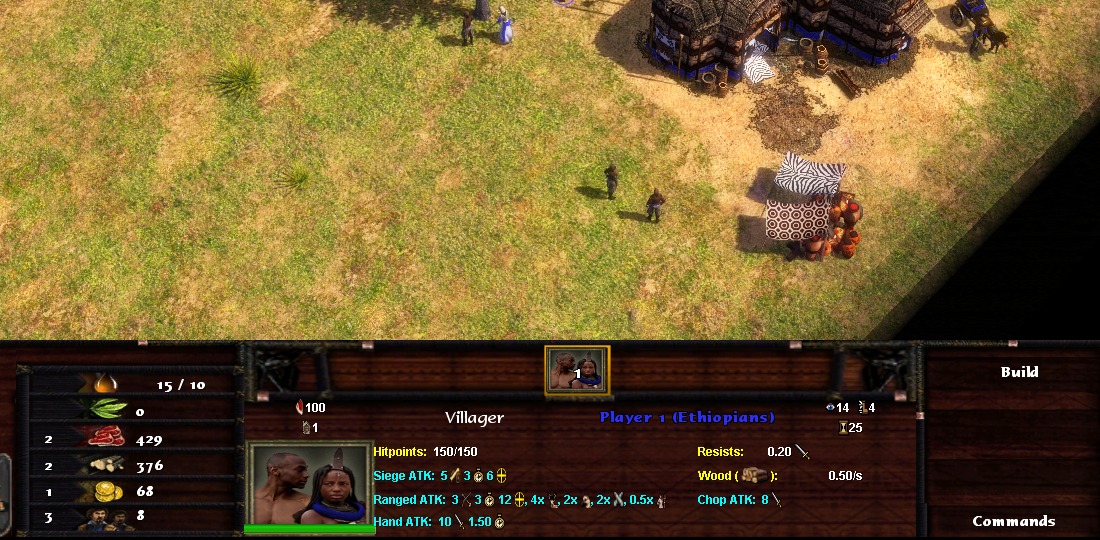 1
Build
15 / 10
0
2 429
2 376
1 68
3 8
100
1
Villager
Player 1 (Ethiopians)
14 4
25
Hitpoints: 150/150
Siege ATK: 5 3 6
Ranged ATK: 3 3 12 , 4x , 2x , 2x , 0.5x
Hand ATK: 10 1.50
Resists: 0.20
Wood ( ): 0.50/s
Chop ATK: 8
Commands